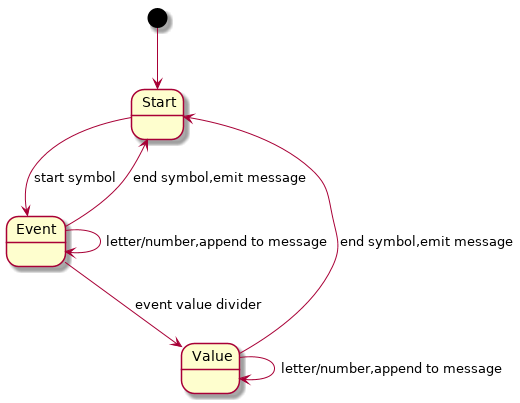 Start
start symbol
end symbol,emit message
Event
letter/number,append to message
end symbol,emit message
event value divider
Value
letter/number,append to message